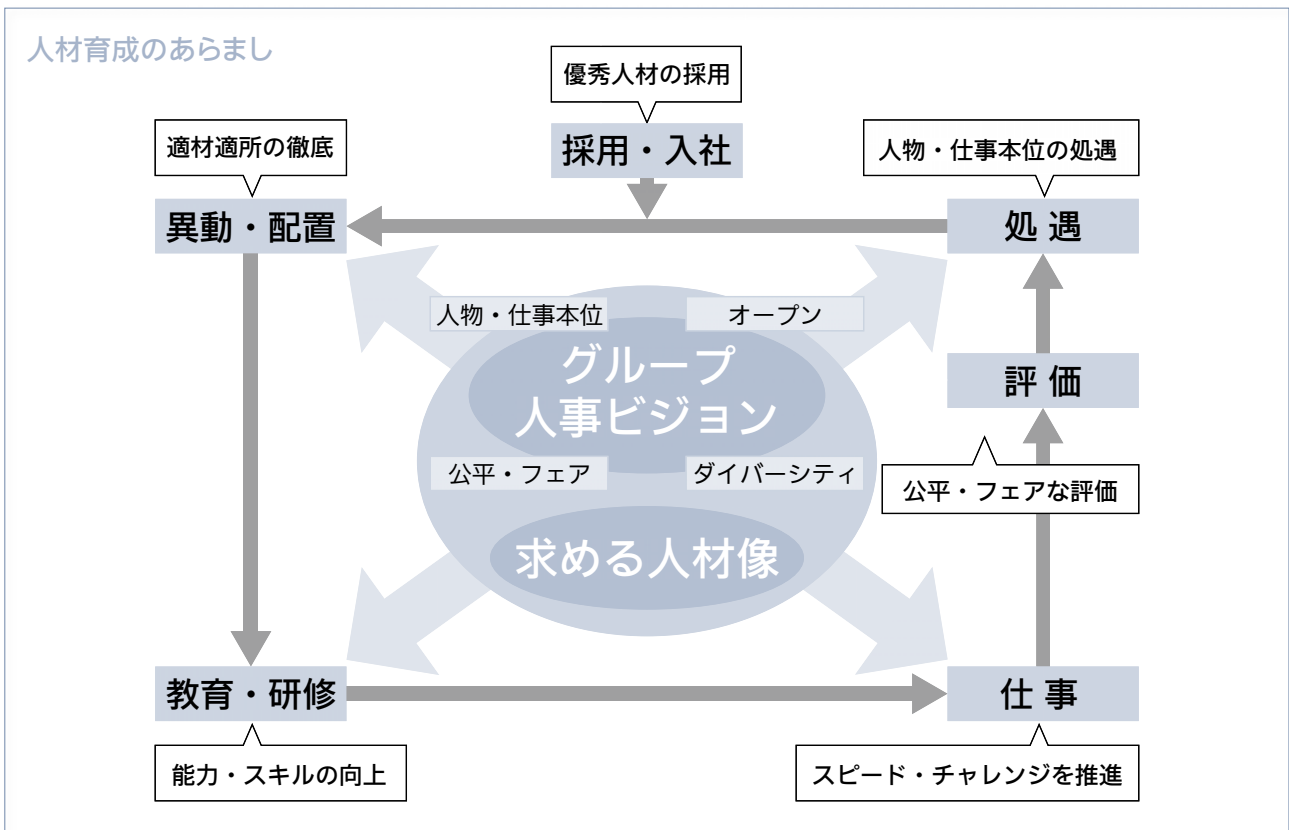 人材育成のあらまし
優秀人材の採用
採用・入社
適材適所の徹底
異動・配置
人物・仕事本位の処遇
処 遇
人物・仕事本位
オープン
グループ
人事ビジョン
評 価
公平・フェア
ダイバーシティ
公平・フェアな評価
求める人材像
教育・研修
能力・スキルの向上
仕 事
スピード・チャレンジを推進